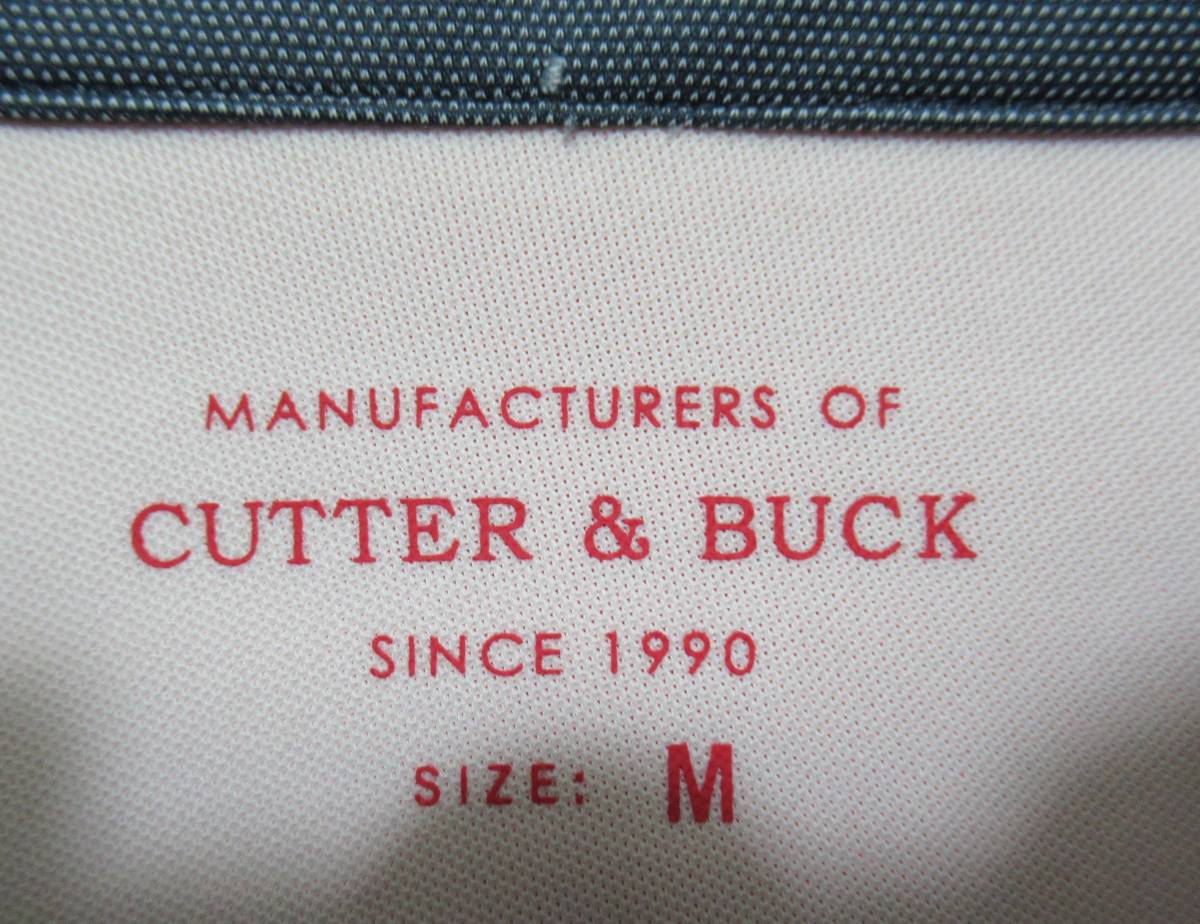 MANUFACTURERS OF
CUTTER & BUCK
SINCE 1990
SIZE: M